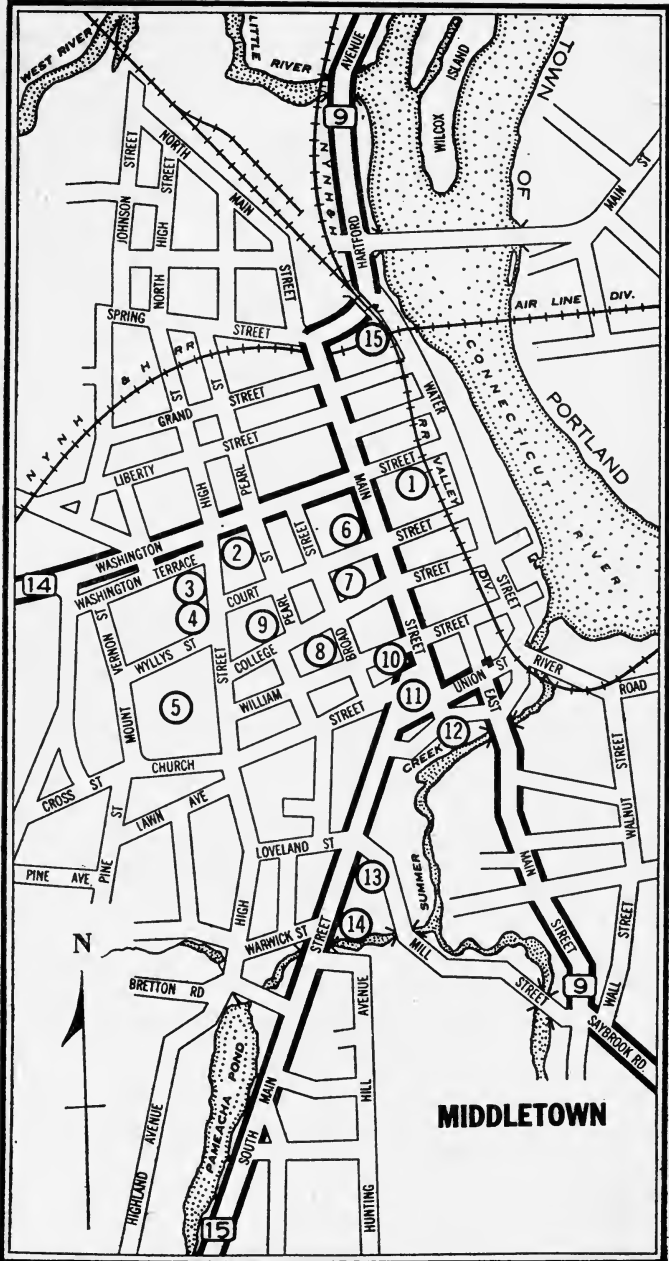 WEST RIVER
LITTLE
RIVER
AVENUE
9
WILCOX
ISLAND
TOWN
OF
PORTLAND
NORTH
MAIN
STREET
JOHNSON
STREET
NORTH
HIGH
STREET
N Y N H & H
HARTFORD
MAIN
ST
AIR LINE DIV.
SPRING
STREET
15
N Y N H & H RR
ST
ST
GRAND
STREET
LIBERTY
STREET
WATER
RR
VALLEY
DIV.
STREET
CONNECTICUT
RIVER
HIGH
PEARL
MAIN
STREET
1
14
WASHINGTON
WASHINGTON
TERRACE
2
ST
STREET
6
STREET
3
4
COURT
7
STREET
VERNON ST
WYLLYS ST
STREET
9
PEARL
COLLEGE
8
BROAD
10
STREET
STREET
5
WILLIAM
STREET
11
UNION ST
EAST
RIVER
ROAD
MOUNT
12
CREEK
CHURCH
CROSS ST
ST
LAWN AVE
STREET
WALNUT
PINE AVE
PINE
LOVELAND ST
13
SUMMER
MAIN
HIGH
14
N
WARWICK ST
STREET
MILL
STREET
STREET
STREET
9
WALL
BRETTON RD
AVENUE
SAYBROOK RD
PAMEACHA POND
MAIN
HILL
MIDDLETOWN
AVENUE
SOUTH
HIGHLAND
HUNTING
15